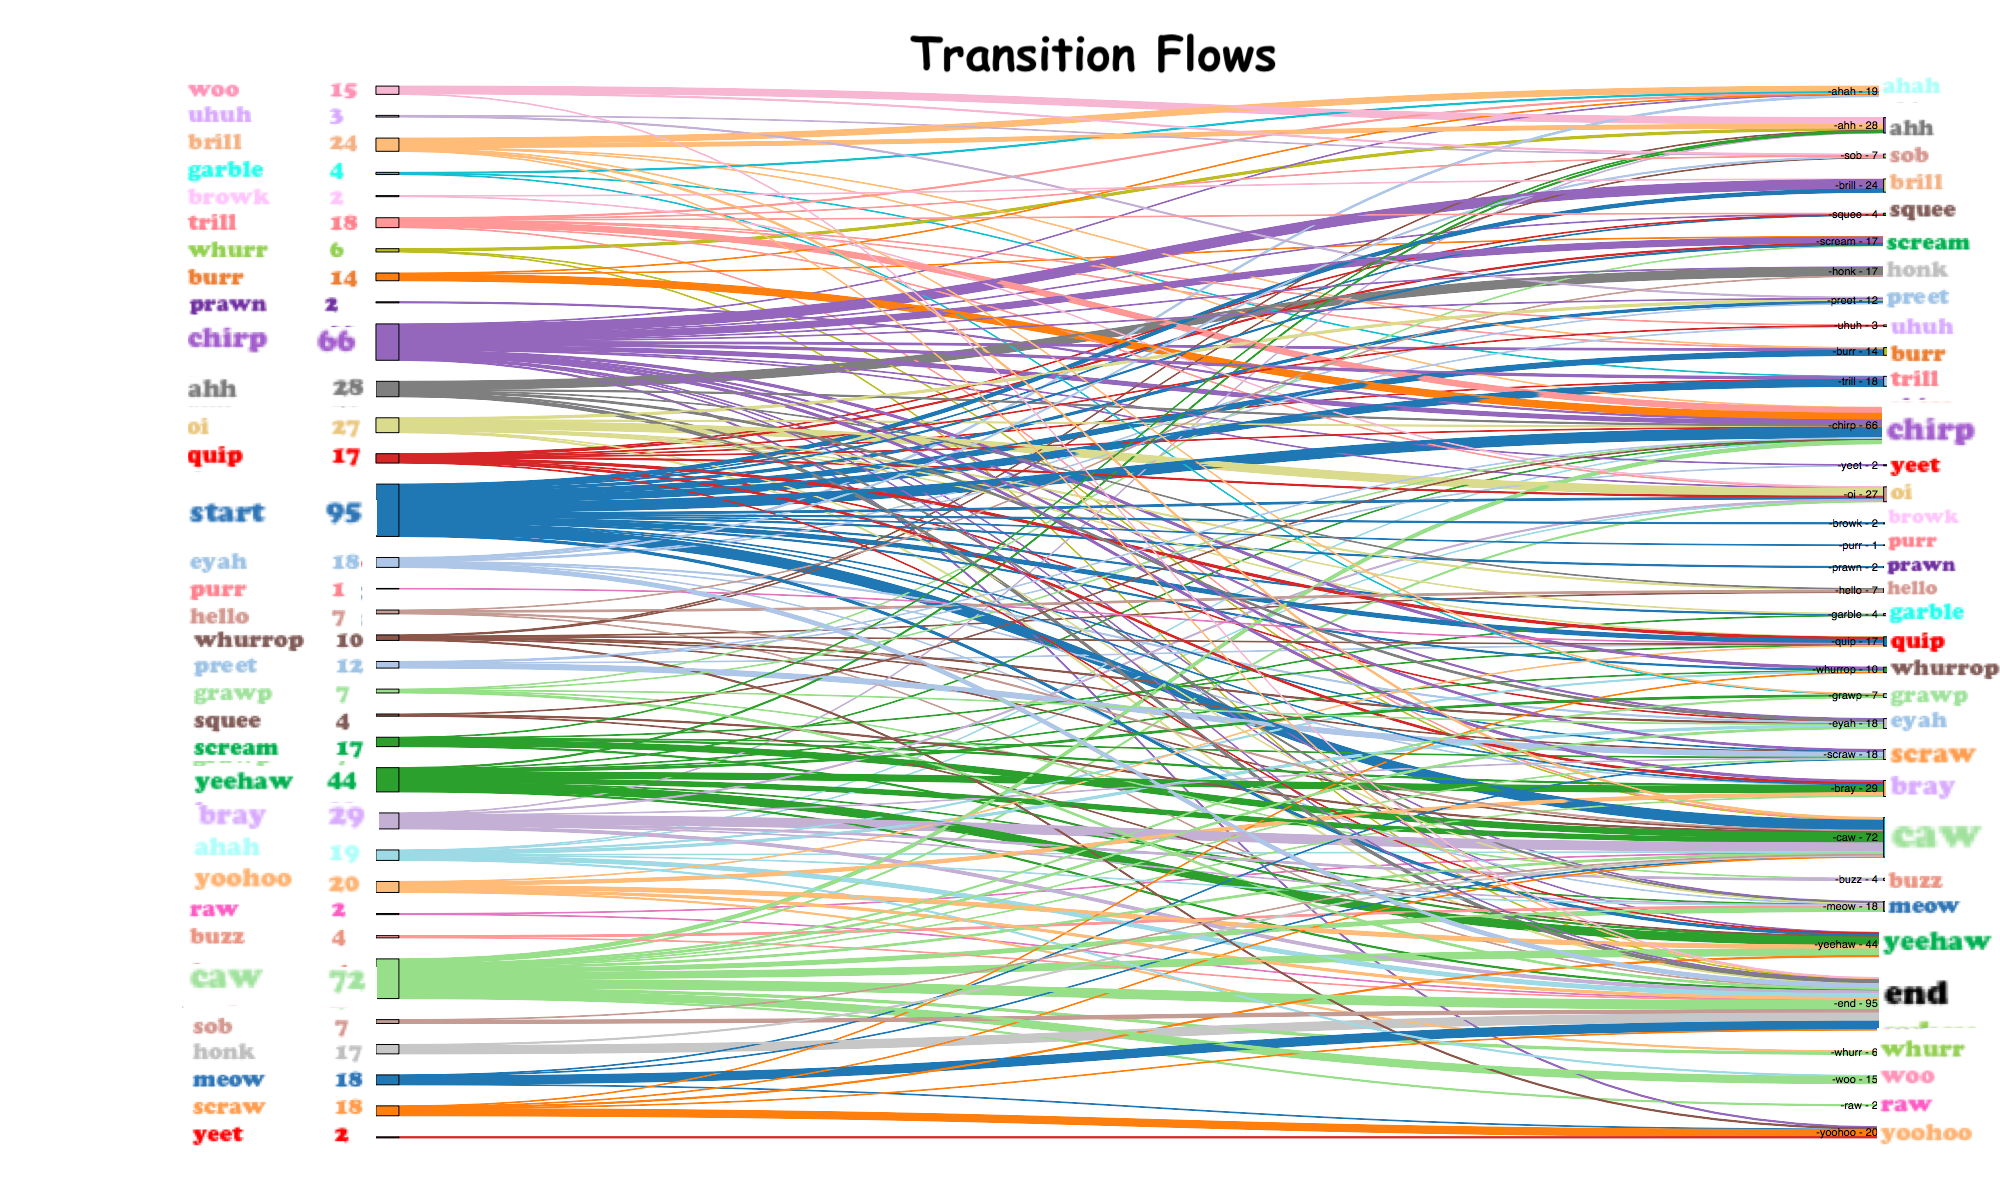 Transition Flows
woo 15
uhuh 3
brill 24
garble 4
browk 2
trill 18
whurr 6
burr 14
prawn 2
chirp 66
ahh 28
oi 27
quip 17
start 95
eyah 18
purr 1
hello 7
whurrop 10
preet 12
grawp 7
squee 4
scream 17
yeehaw 44
bray 29
ahah 19
yoohoo 20
raw 2
buzz 4
caw 72
sob 7
honk 17
meow 18
scraw 18
yeet 2
-ahah - 19 ahah
-ahh - 28 ahh
-sob - 7 sob
-brill - 24 brill
-squee - 4 squee
-scream - 17 scream
-honk - 17 honk
-preet - 12 preet
-uhuh - 3 uhuh
-burr - 14 burr
-trill - 18 trill
-chirp - 66 chirp
-yeet - 2 yeet
-oi - 27 oi
-browk - 2 browk
-purr - 1 purr
-prawn - 2 prawn
-hello - 7 hello
-garble - 4 garble
-quip - 17 quip
-whurrop - 10 whurrop
-grawp - 7 grawp
-eyah - 18 eyah
-scraw - 18 scraw
-bray - 29 bray
-caw - 72 caw
-buzz - 4 buzz
-meow - 18 meow
-yeehaw - 44 yeehaw
-end - 95 end
-whurr - 6 whurr
-woo - 15 woo
-raw - 2 raw
-yoohoo - 20 yoohoo